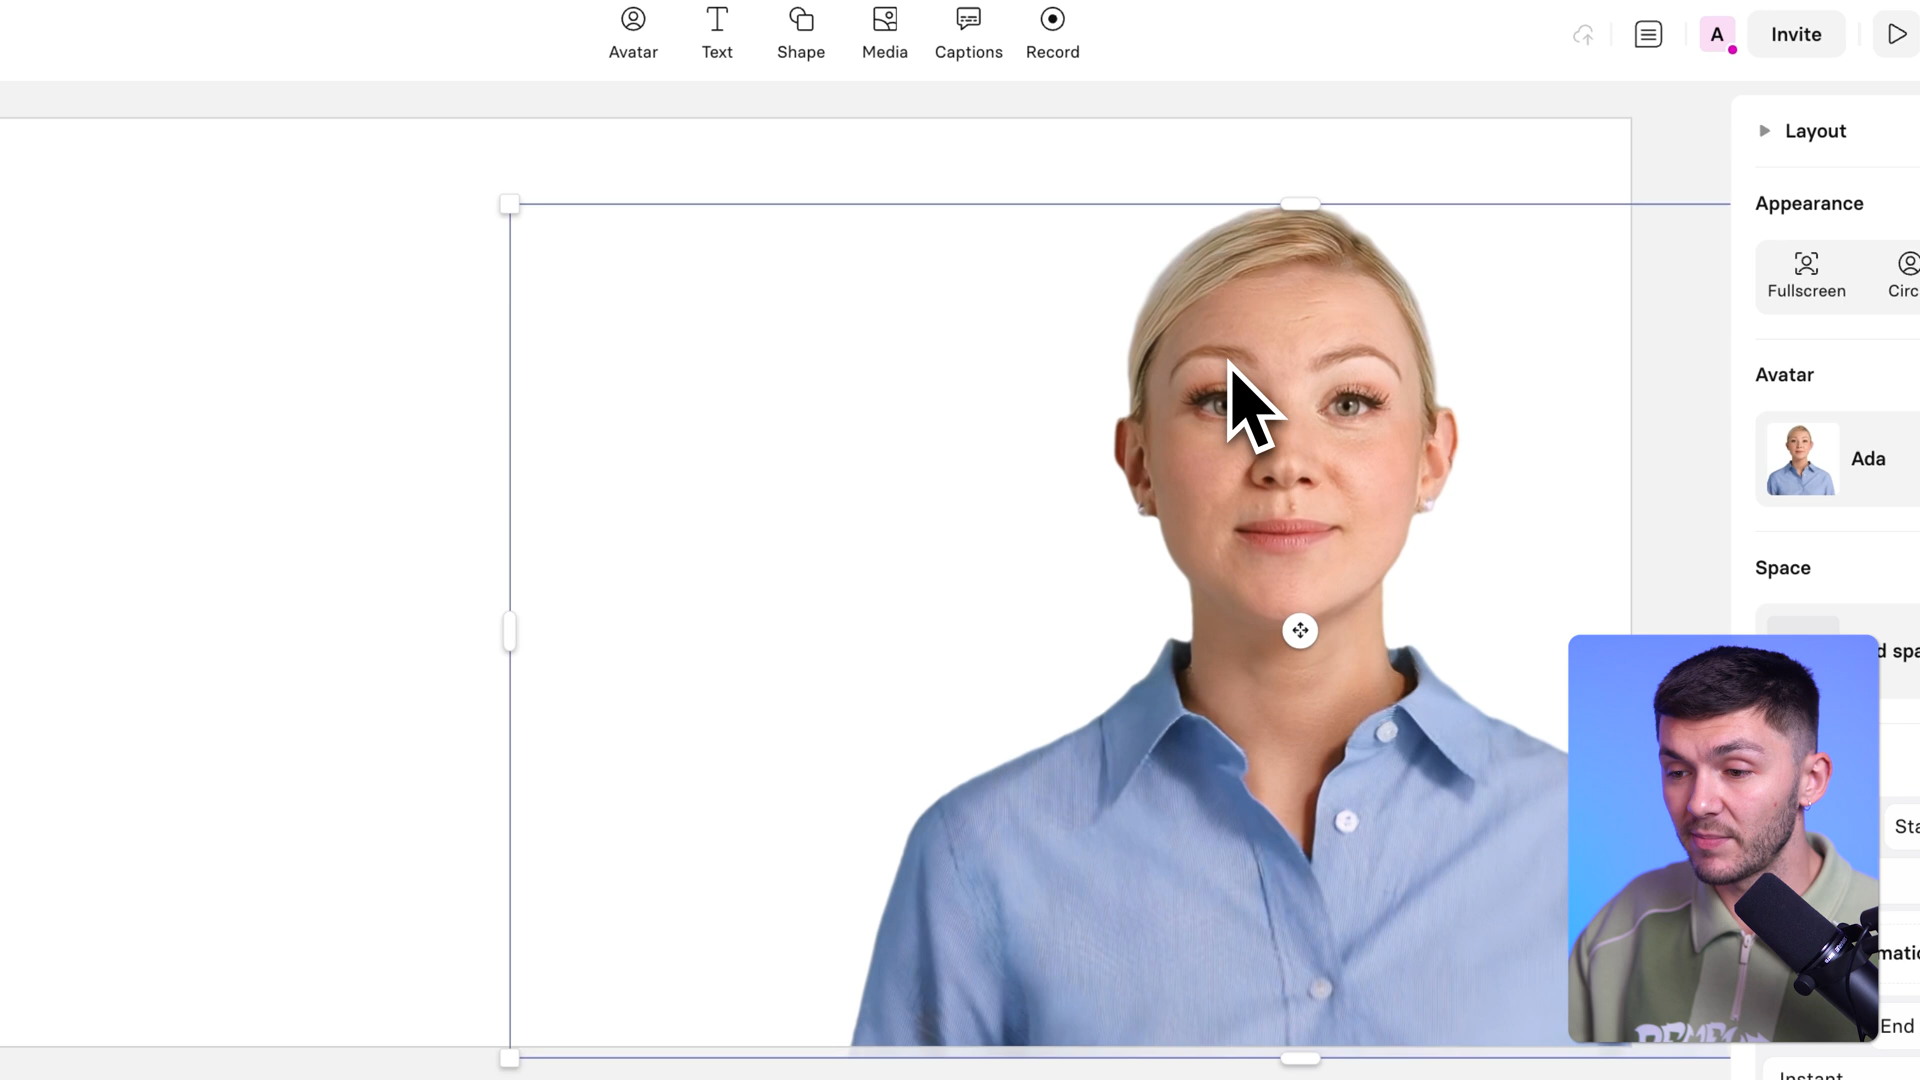 Avatar Text Shape Media Captions Record
A Invite
Layout
Appearance
Fullscreen Circ
Avatar
Ada
Space
d spa
Sta
matic
End
Instant